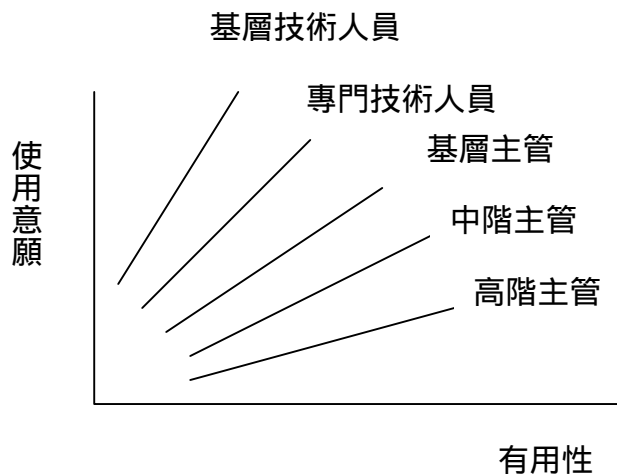 基層技術人員
專門技術人員
基層主管
中階主管
高階主管
使用意願
有用性